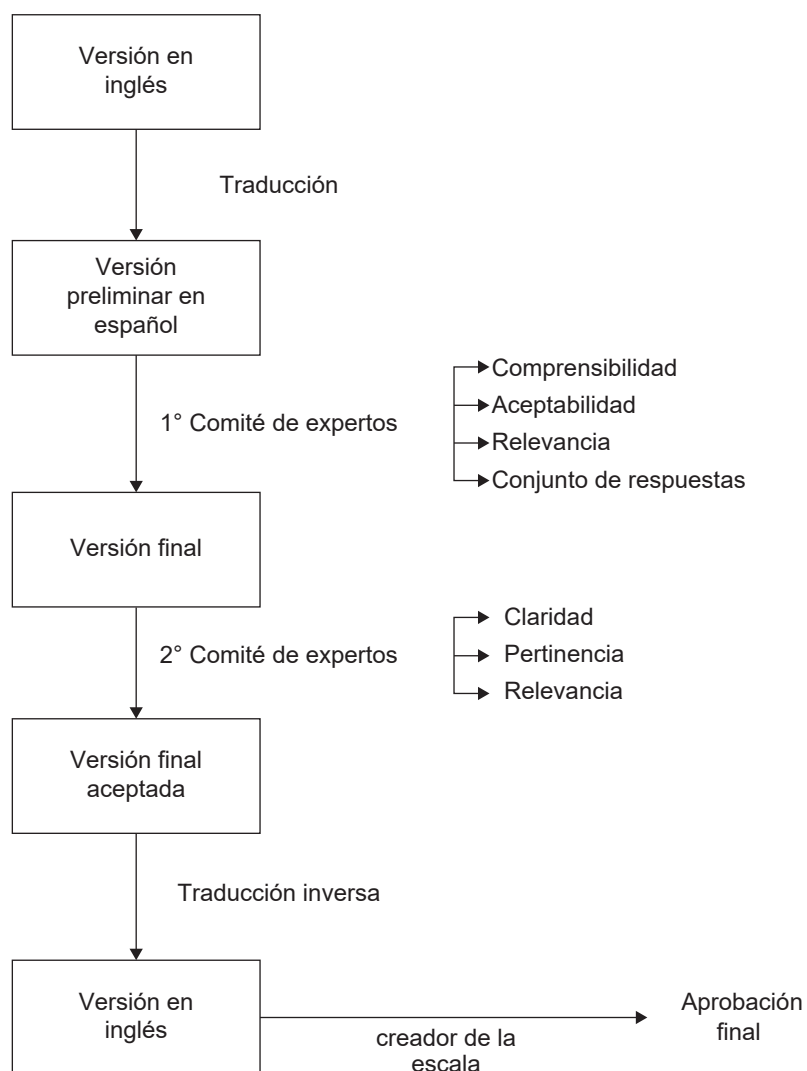 Versión en
inglés
Traducción
Versión
preliminar en
español
1° Comité de expertos
Comprensibilidad
Aceptabilidad
Relevancia
Conjunto de respuestas
Versión final
2° Comité de expertos
Claridad
Pertinencia
Relevancia
Versión final
aceptada
Traducción inversa
Versión en
inglés
creador de la
escala
Aprobación
final